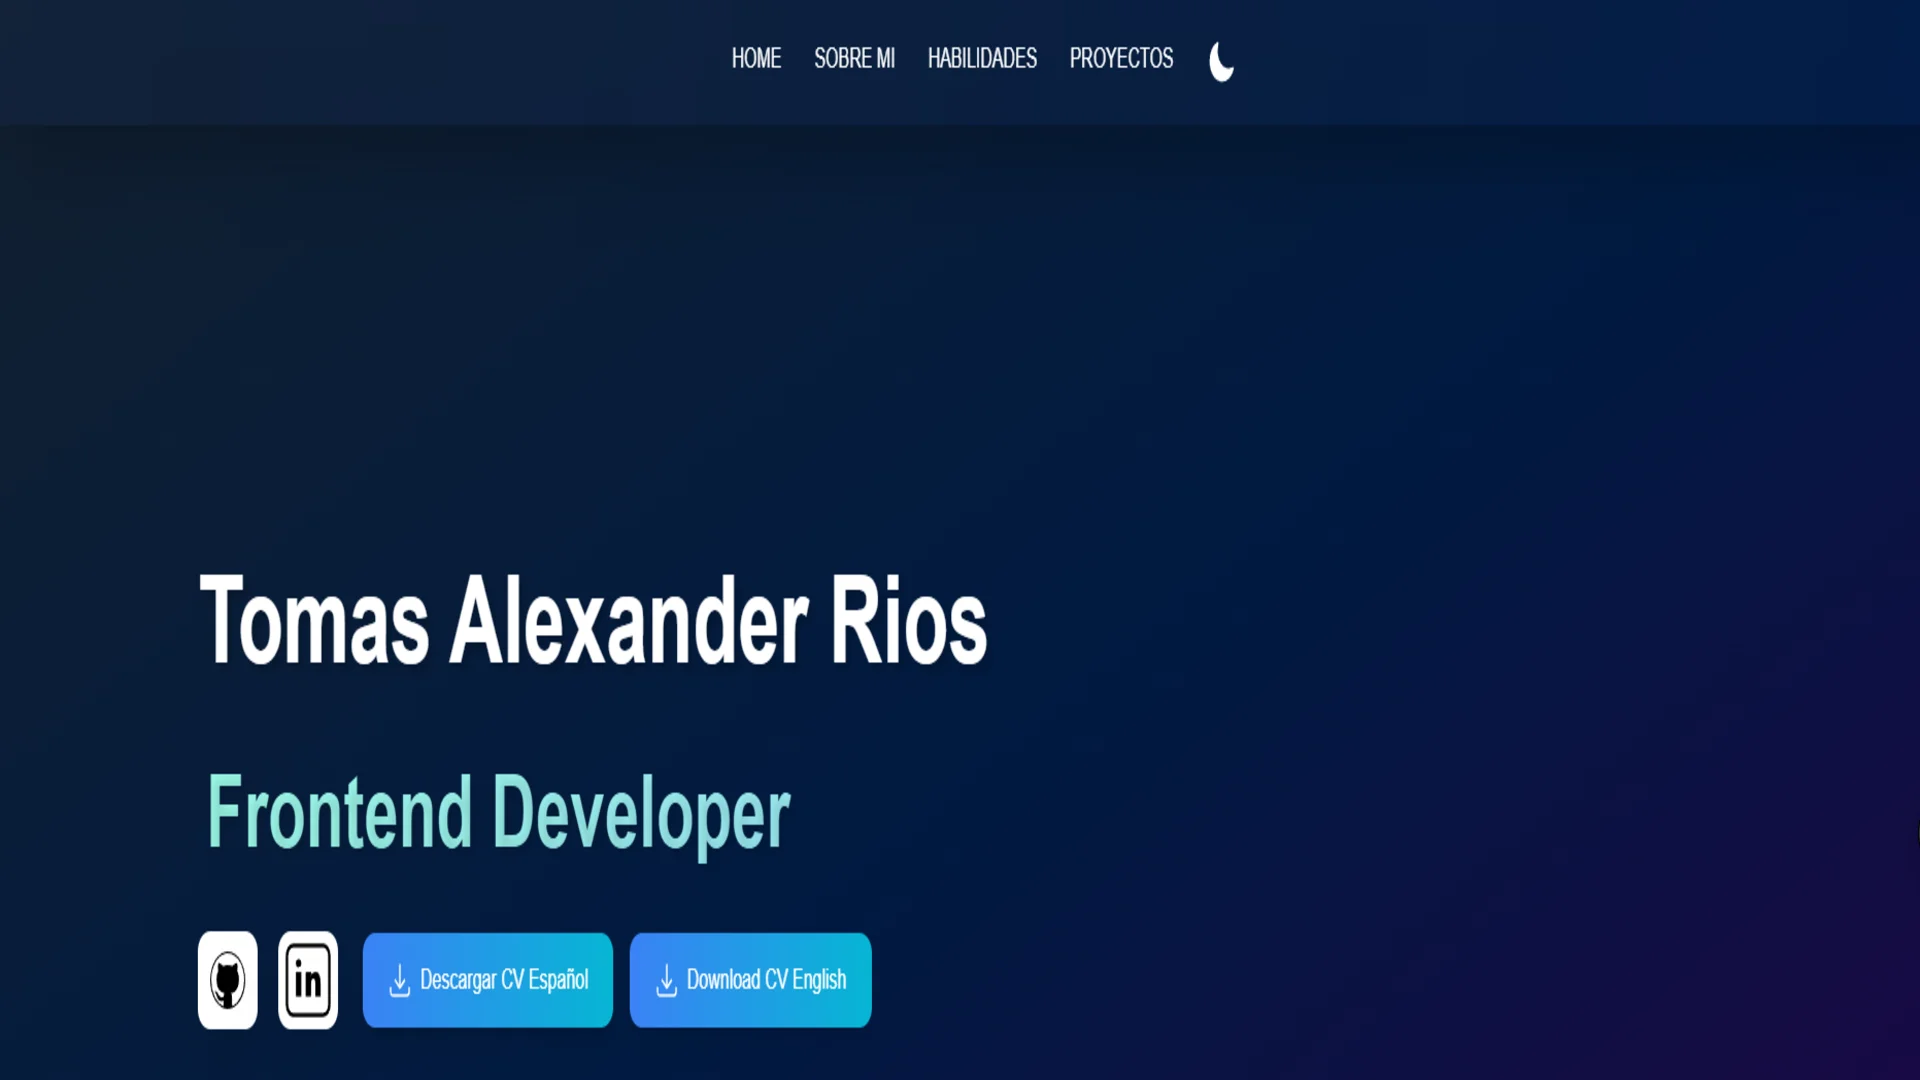 HOME SOBRE MI HABILIDADES PROYECTOS
Tomas Alexander Rios
Frontend Developer
in Descargar CV Español Download CV English